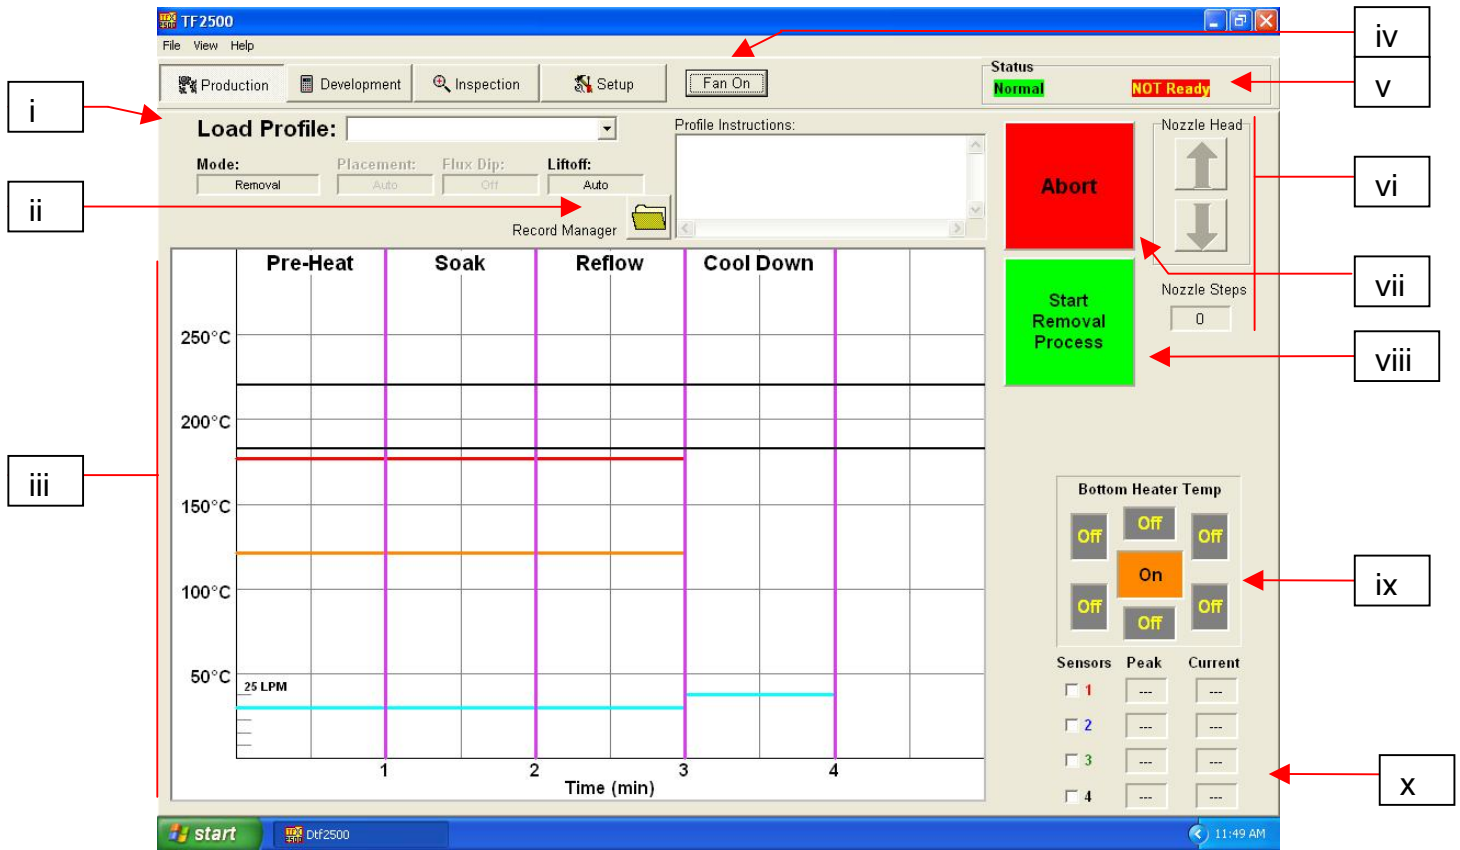 TF2500
File View Help
Production Development Inspection Setup Fan On
Status
Normal NOT Ready
Load Profile:
Mode: Placement: Flux Dip: Liftoff:
Removal Auto Off Auto
Record Manager
Profile Instructions:
Abort
Nozzle Head
Start
Removal
Process
Nozzle Steps
0
Pre-Heat Soak Reflow Cool Down
250°C
200°C
150°C
100°C
50°C
25 LPM
1 2 3 4
Time (min)
Bottom Heater Temp
Off Off Off
On
Off Off Off
Sensors Peak Current
1 --- ---
2 --- ---
3 --- ---
4 --- ---
start Dtf2500 11:49 AM
i
ii
iii
iv
v
vi
vii
viii
ix
x